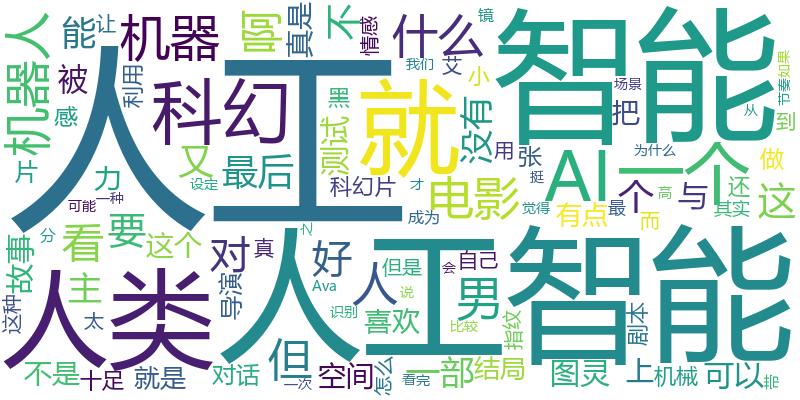 人工智能
人工智能
人类
就
智能
科幻
机器
机器人
什么
一个
AI
电影
最后
没有
能
让
啊
真是
不
情感
镜
我们
艾
小
场景
节奏
如果
把
到
从
为什么
用
张
挺
科幻片
才
觉得
个
与
还
做
这
其实
高
最
有点
而
成为
测试
黑
利用
被
感
片
力
又
设定
可能
一种
分
要
看
这个
对
真
好
人
但是
会
自己
说
男
Ava
识别
喜欢
比较
指纹
剧本
导演
故事
主
这种
太
但
不是
十足
就是
对话
一次
空间
怎么
看完
一部
结局
图灵
上
机械
可以